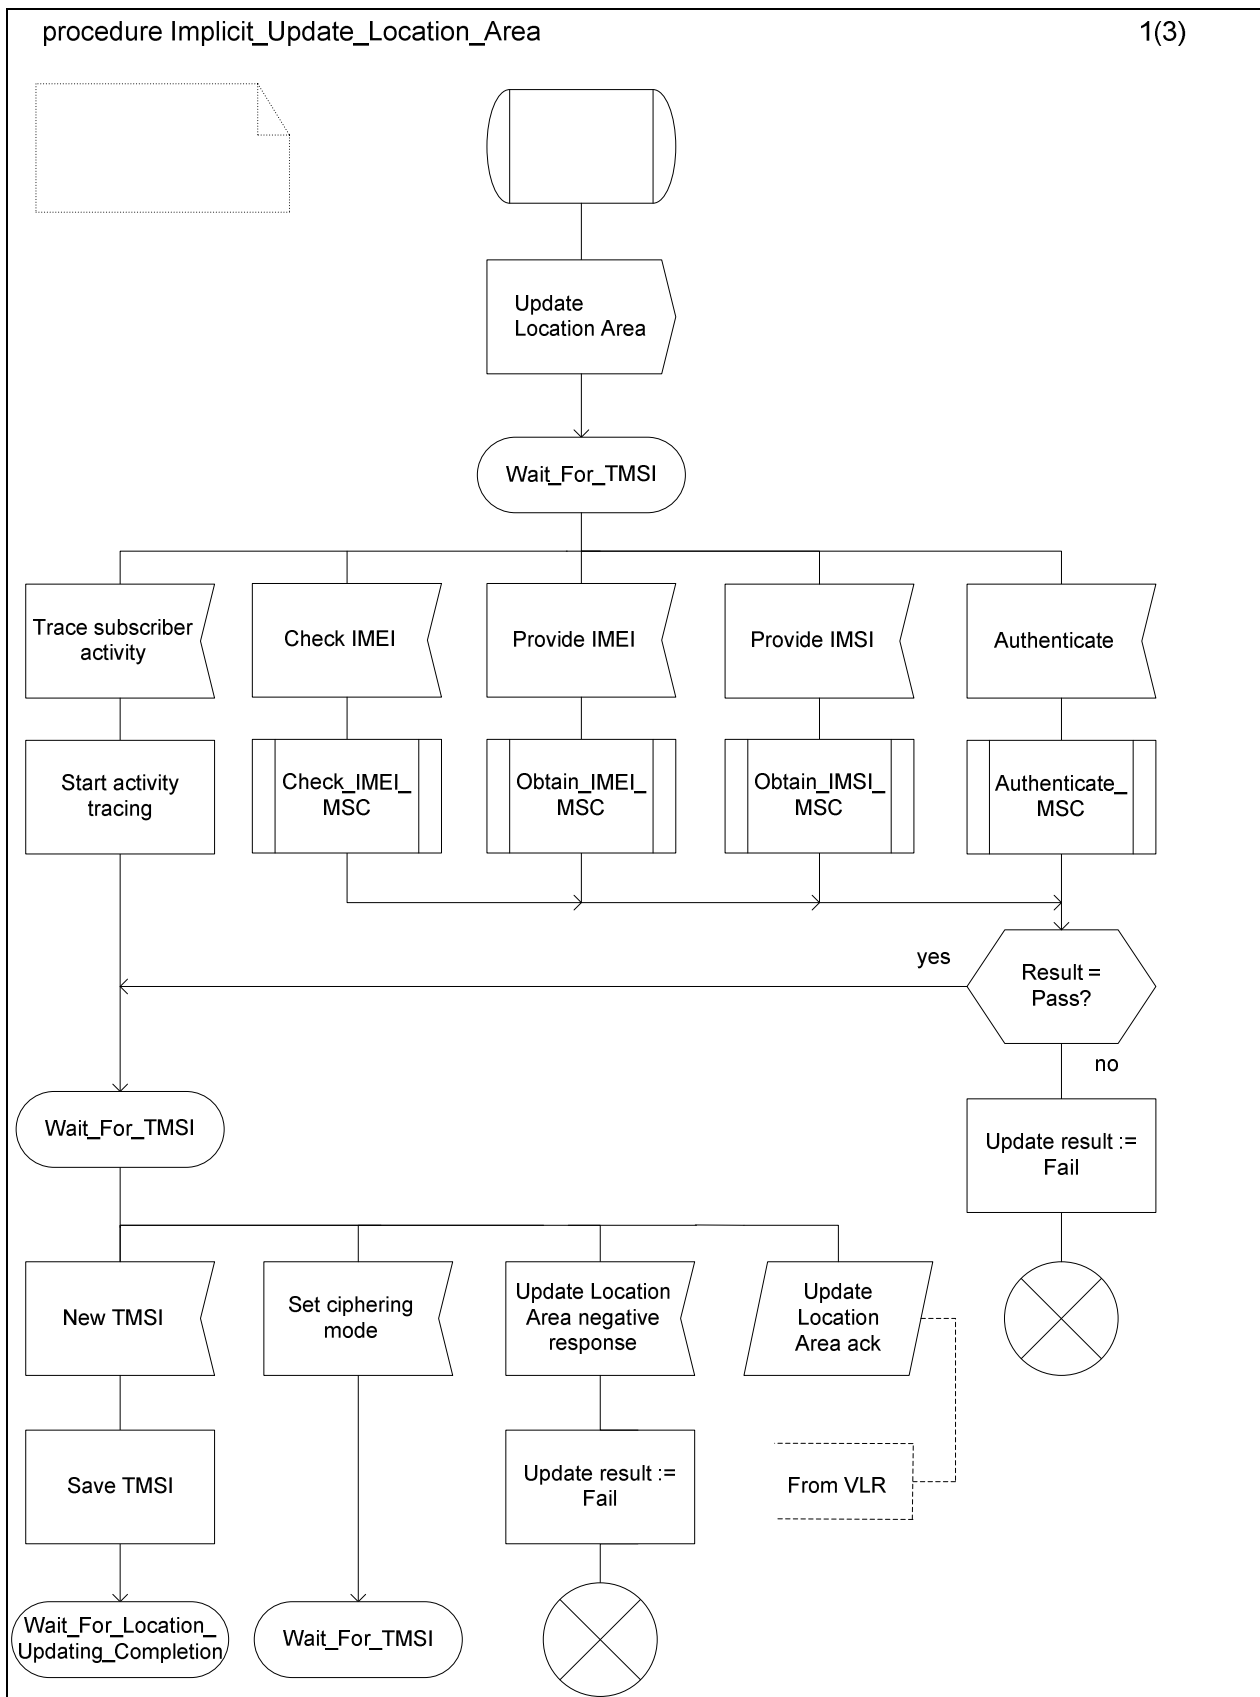 procedure Implicit_Update_Location_Area
1(3)
Update
Location Area
Wait_For_TMSI
Trace subscriber
activity
Check IMEI
Provide IMEI
Provide IMSI
Authenticate
Start activity
tracing
Check_IMEI_
MSC
Obtain_IMEI_
MSC
Obtain_IMSI_
MSC
Authenticate_
MSC
yes
Result =
Pass?
no
Wait_For_TMSI
Update result :=
Fail
New TMSI
Set ciphering
mode
Update Location
Area negative
response
Update
Location
Area ack
Save TMSI
Update result :=
Fail
From VLR
Wait_For_Location_
Updating_Completion
Wait_For_TMSI